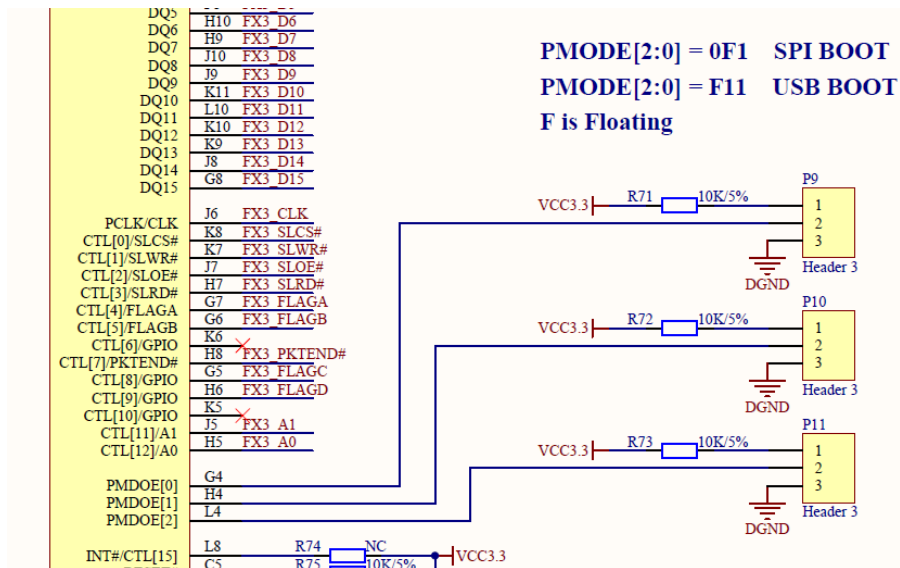 DQ5
DQ6 H10 FX3_D6
DQ7 H9 FX3_D7
DQ8 J10 FX3_D8
DQ9 J9 FX3_D9
DQ10 K11 FX3_D10
DQ11 L10 FX3_D11
DQ12 K10 FX3_D12
DQ13 K9 FX3_D13
DQ14 J8 FX3_D14
DQ15 G8 FX3_D15
PCLK/CLK J6 FX3_CLK
CTL[0]/SLCS# K8 FX3_SLCS#
CTL[1]/SLWR# K7 FX3_SLWR#
CTL[2]/SLOE# J7 FX3_SLOE#
CTL[3]/SLRD# H7 FX3_SLRD#
CTL[4]/FLAGA G7 FX3_FLAGA
CTL[5]/FLAGB G6 FX3_FLAGB
CTL[6]/GPIO K6
CTL[7]/PKTEND# H8 FX3_PKTEND#
CTL[8]/GPIO G5 FX3_FLAGC
CTL[9]/GPIO H6 FX3_FLAGD
CTL[10]/GPIO K5
CTL[11]/A1 J5 FX3_A1
CTL[12]/A0 H5 FX3_A0
PMDOE[0] G4
PMDOE[1] H4
PMDOE[2] L4
INT#/CTL[15] L8 R74 NC VCC3.3
C5 R75 10K/5%
PMODE[2:0] = 0F1 SPI BOOT
PMODE[2:0] = F11 USB BOOT
F is Floating
P9
VCC3.3 R71 10K/5% 1
2
3
DGND Header 3
P10
VCC3.3 R72 10K/5% 1
2
3
DGND Header 3
P11
VCC3.3 R73 10K/5% 1
2
3
DGND Header 3